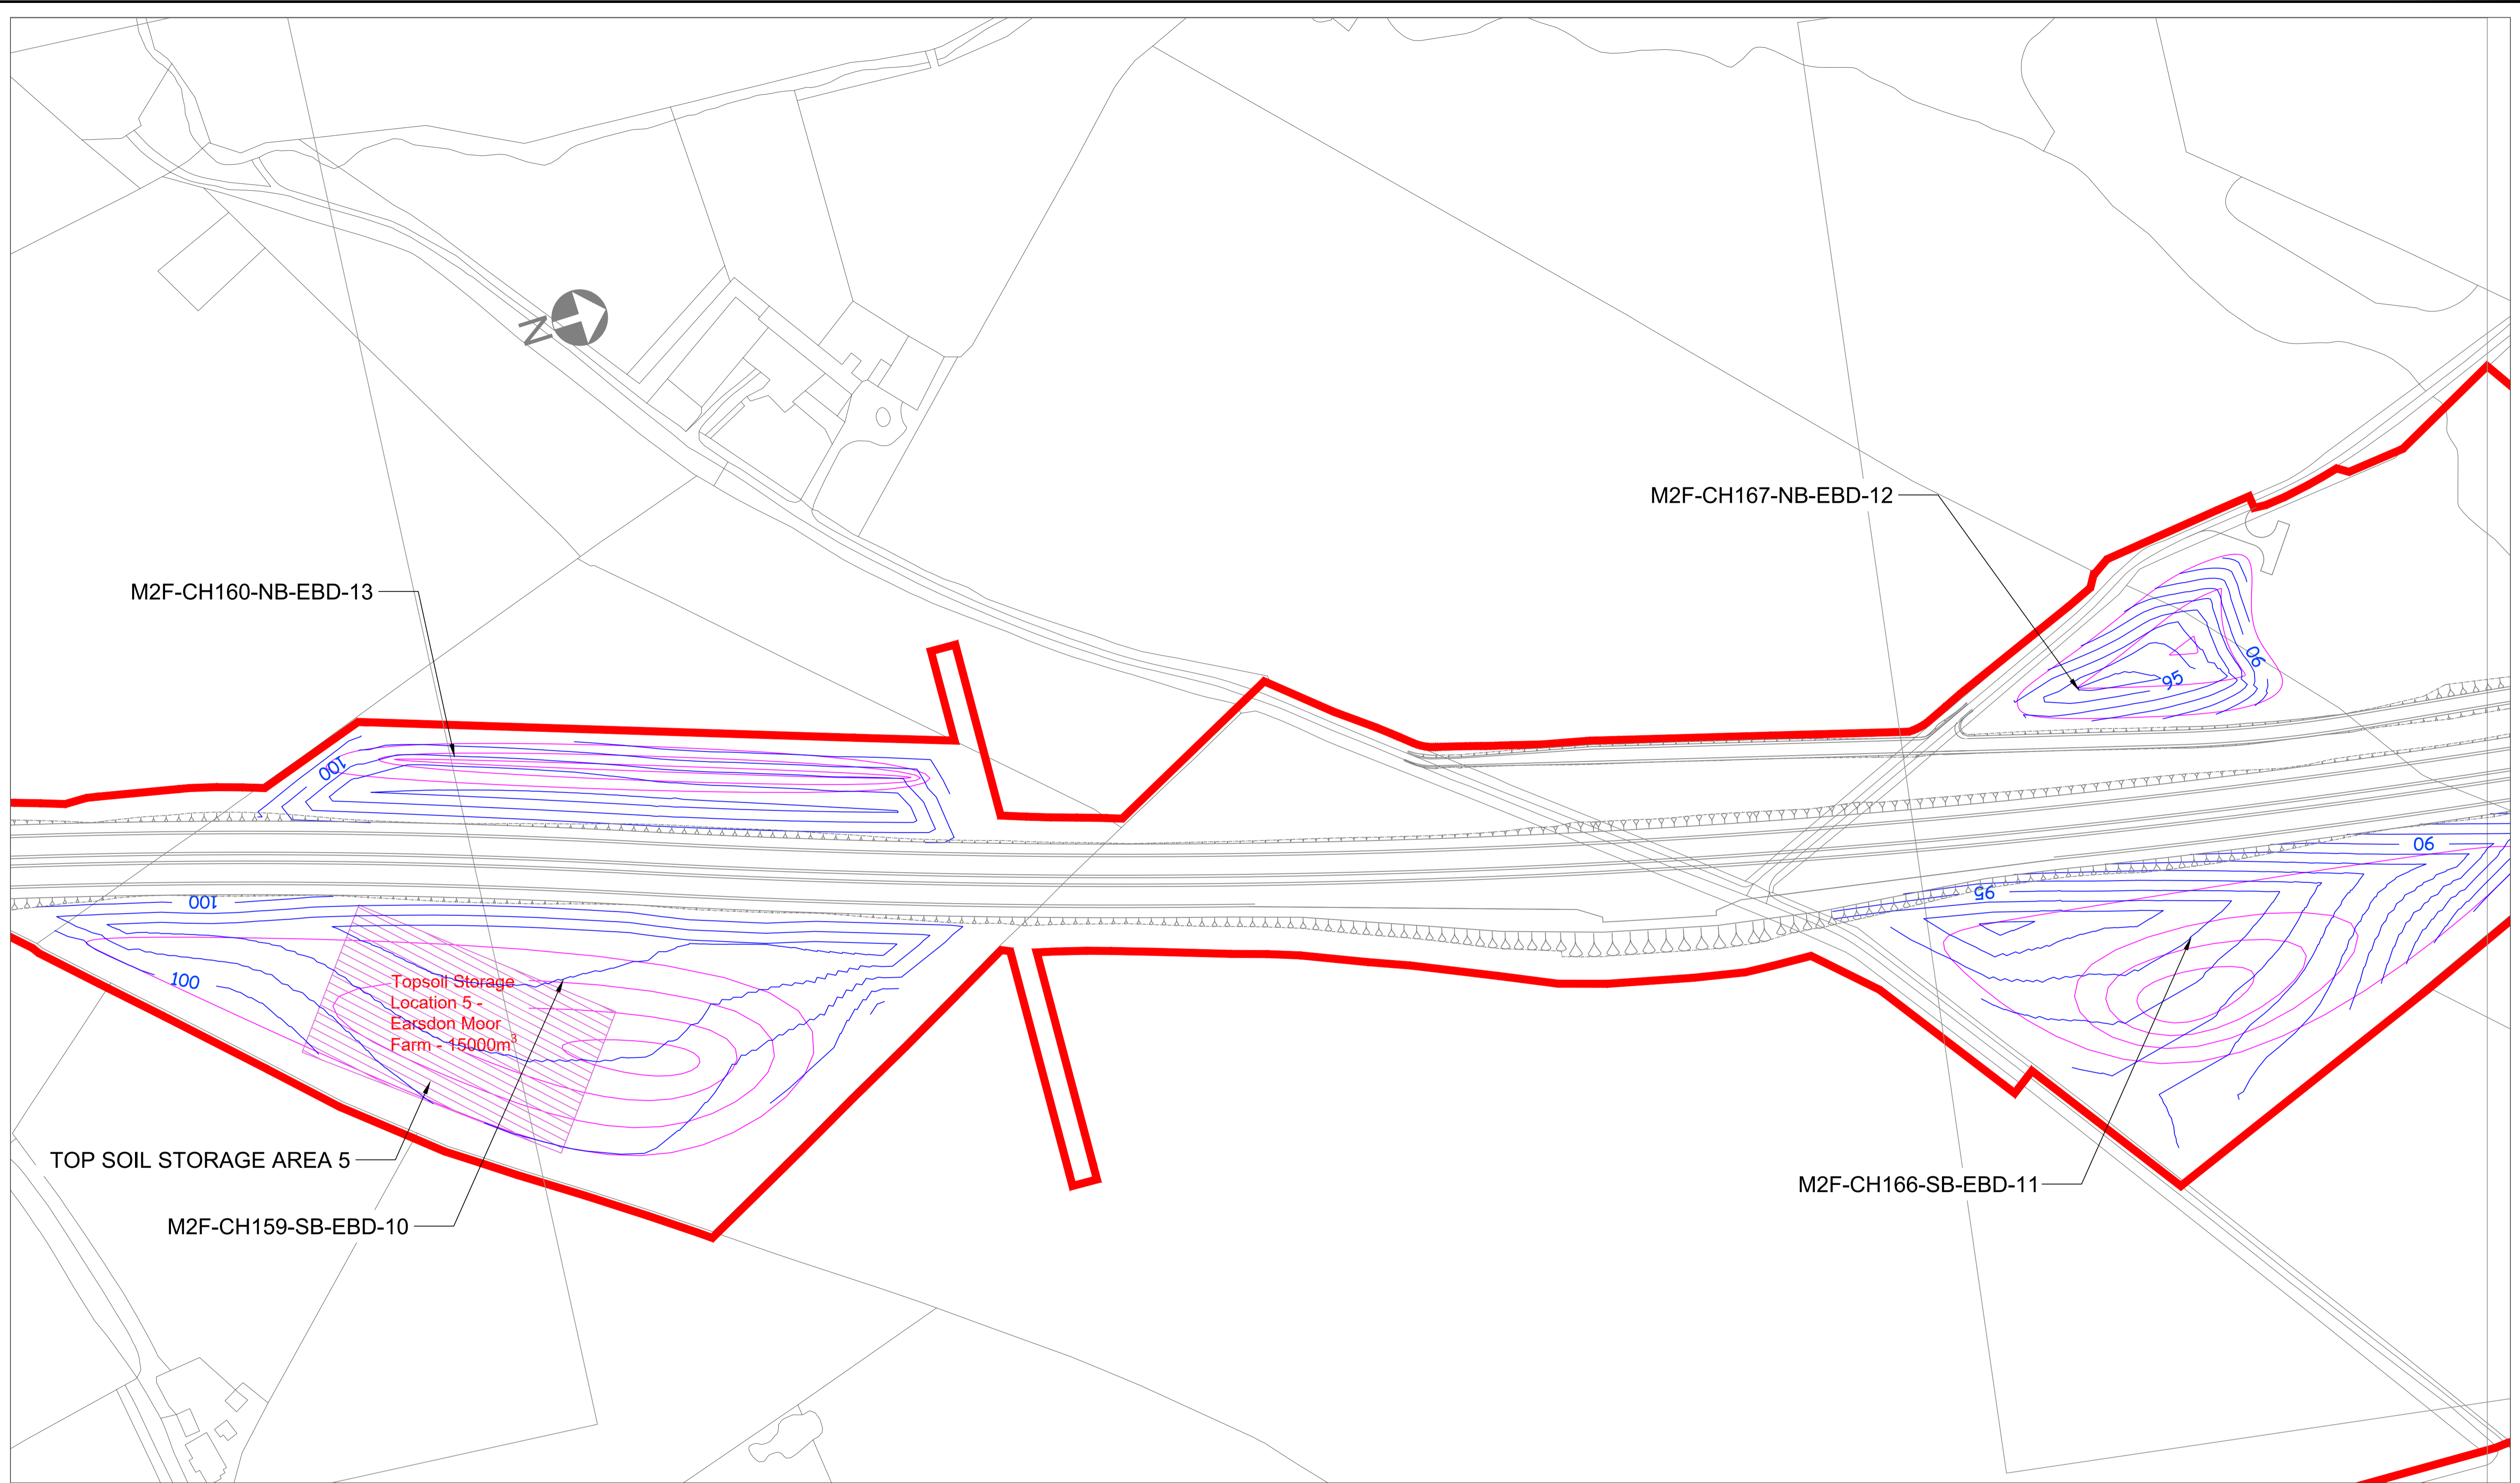 N
M2F-CH167-NB-EBD-12
M2F-CH160-NB-EBD-13
90
95
100
90
95
100
100
Topsoil Storage
Location 5 -
Earsdon Moor
Farm - 15000m³
TOP SOIL STORAGE AREA 5
M2F-CH166-SB-EBD-11
M2F-CH159-SB-EBD-10